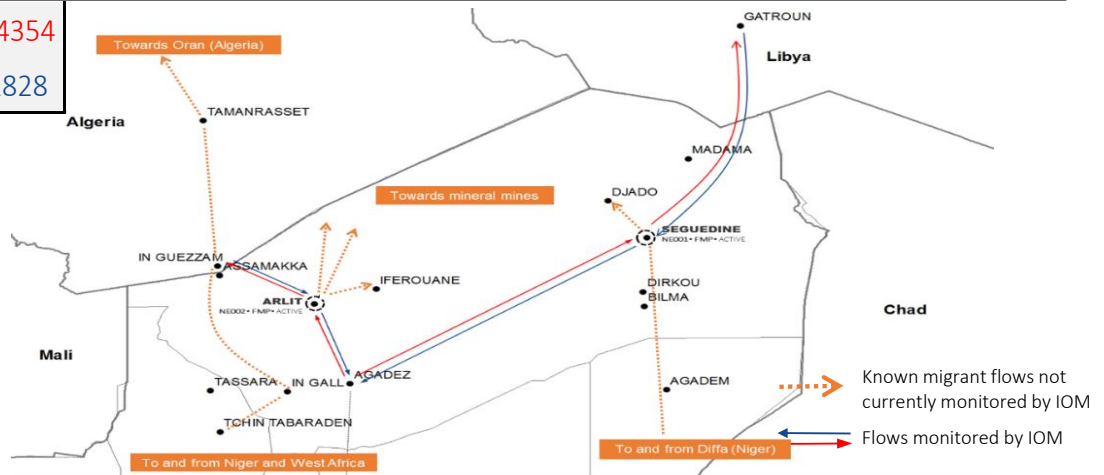 4354
828
GATROUN
Libya
Towards Oran (Algeria)
TAMANRASSET
Algeria
MADAMA
Towards mineral mines
DJADO
SEGUEDINE
NE001 • FMP • ACTIVE
IN GUEZZAM
ASSAMAKKA
IFEROUANE
ARLIT
NE002 • FMP • ACTIVE
DIRKOU
BILMA
Chad
Mali
TASSARA
IN GALL
AGADEZ
AGADEM
TCHIN TABARADEN
Known migrant flows not
currently monitored by IOM
Flows monitored by IOM
To and from Niger and West Africa
To and from Diffa (Niger)